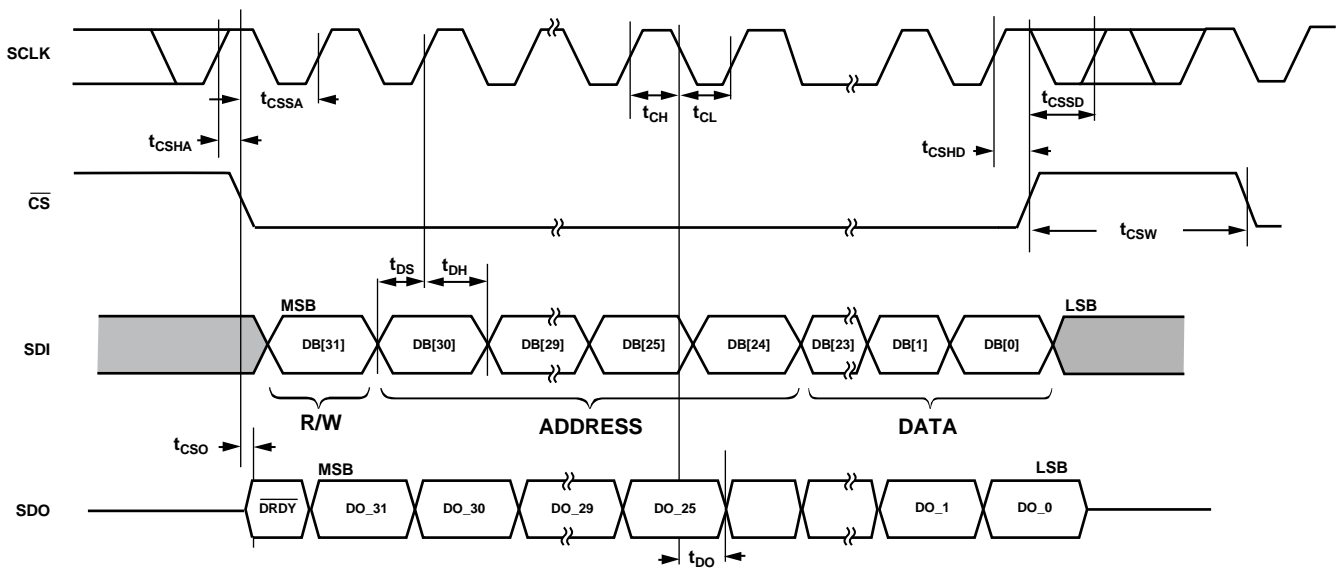 SCLK
tCSSA
tCSHA
tCH
tCL
tCSSD
tCSHD
CS
tCSW
tDS
tDH
MSB
LSB
SDI
DB[31]
DB[30]
DB[29]
DB[25]
DB[24]
DB[23]
DB[1]
DB[0]
R/W
ADDRESS
DATA
tCSO
MSB
LSB
SDO
DRDY
DO_31
DO_30
DO_29
DO_25
DO_1
DO_0
tDO